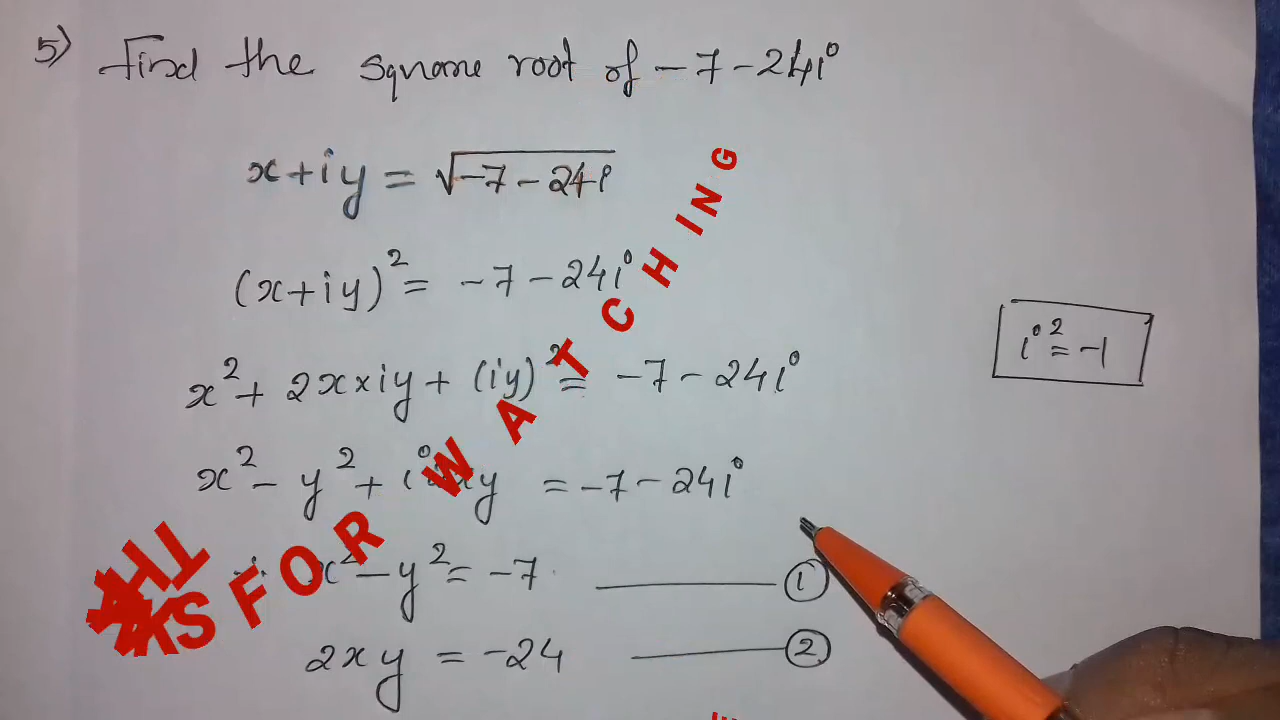 5) Find the square root of -7-24i
x+iy = √-7-24i
(x+iy)² = -7-24i
x²+ 2x×iy + (iy)² = -7-24i
i² = -1
x² - y² + i2xy = -7-24i
x² - y² = -7 ——— ①
2xy = -24 ——— ②
FOR WATCHING